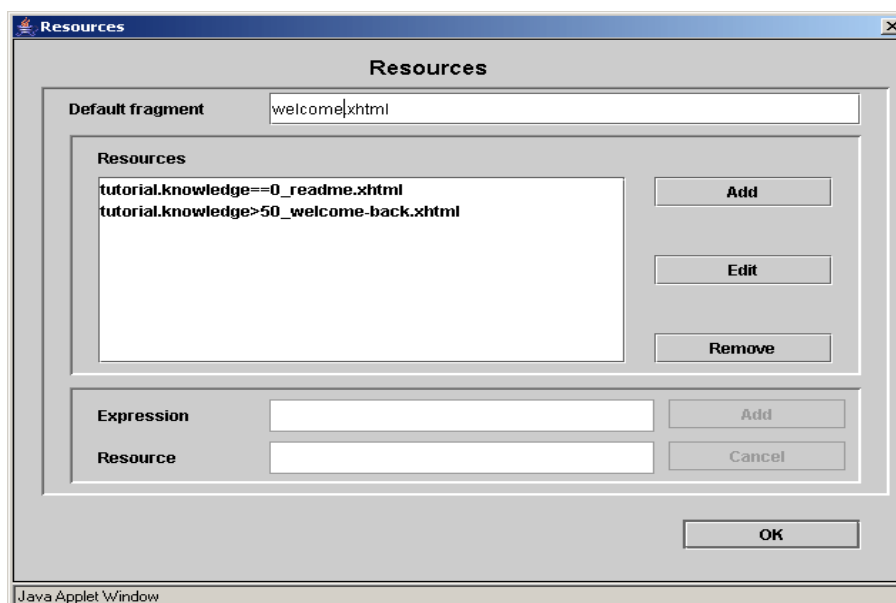 Resources
Resources
Default fragment welcome.xhtml
Resources
tutorial.knowledge==0_readme.xhtml
tutorial.knowledge>50_welcome-back.xhtml
Add
Edit
Remove
Expression
Add
Resource
Cancel
OK
Java Applet Window